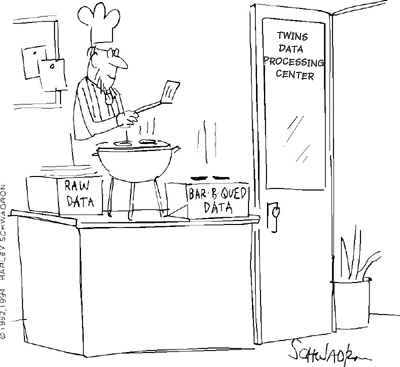 TWINS
DATA
PROCESSING
CENTER
RAW
DATA
BAR-B-QUED
DATA
© 1992, 1994 HARLEY SCHWADRON
SCHWADRON